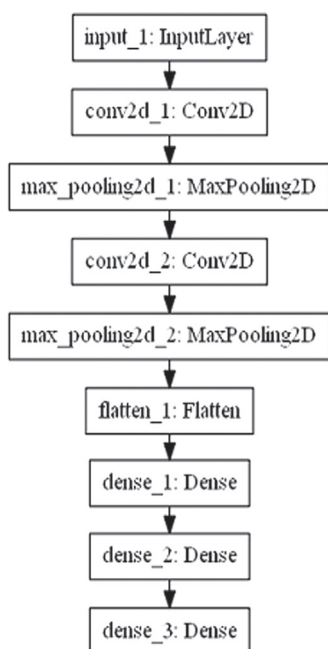 input_1: InputLayer
conv2d_1: Conv2D
max_pooling2d_1: MaxPooling2D
conv2d_2: Conv2D
max_pooling2d_2: MaxPooling2D
flatten_1: Flatten
dense_1: Dense
dense_2: Dense
dense_3: Dense